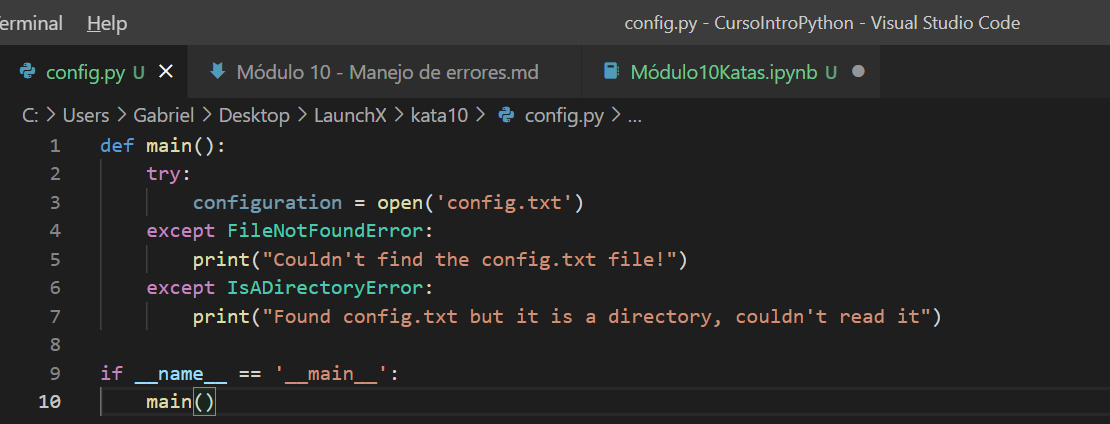 erminal Help config.py - CursoIntroPython - Visual Studio Code
config.py U Módulo 10 - Manejo de errores.md Módulo10Katas.ipynb U
C: > Users > Gabriel > Desktop > LaunchX > kata10 > config.py > ...
1 def main():
2     try:
3         configuration = open('config.txt')
4     except FileNotFoundError:
5         print("Couldn't find the config.txt file!")
6     except IsADirectoryError:
7         print("Found config.txt but it is a directory, couldn't read it")
8
9 if __name__ == '__main__':
10     main()